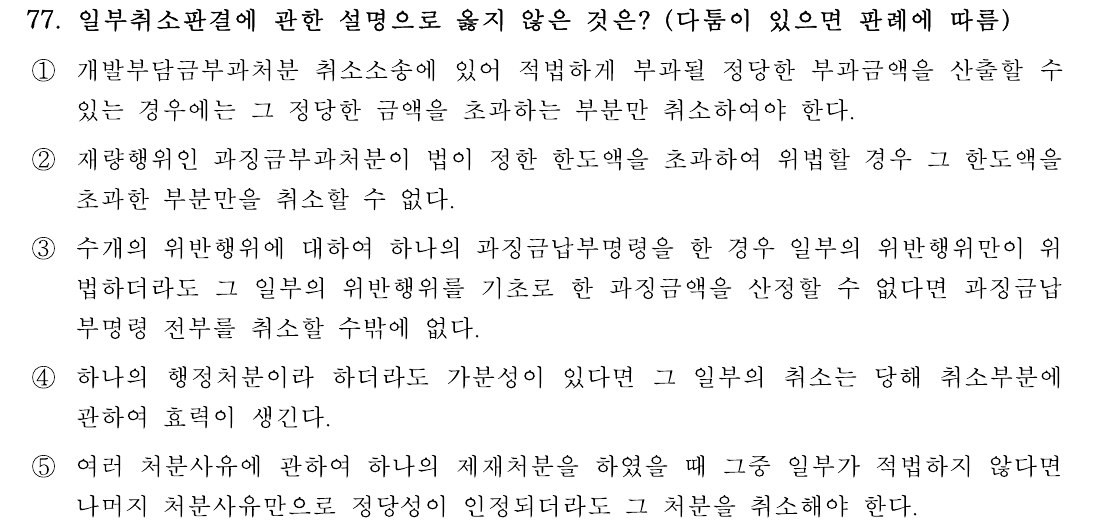 77. 일부취소판결에 관한 설명으로 옳지 않은 것은? (다툼이 있으면 판례에 따름)
① 개발부담금부과처분 취소소송에 있어 적법하게 부과될 정당한 부과금액을 산출할 수
있는 경우에는 그 정당한 금액을 초과하는 부분만 취소하여야 한다.
② 재량행위인 과징금부과처분이 법이 정한 한도액을 초과하여 위법할 경우 그 한도액을
초과한 부분만을 취소할 수 없다.
③ 수개의 위반행위에 대하여 하나의 과징금납부명령을 한 경우 일부의 위반행위만이 위
법하더라도 그 일부의 위반행위를 기초로 한 과징금액을 산정할 수 없다면 과징금납
부명령 전부를 취소할 수밖에 없다.
④ 하나의 행정처분이라 하더라도 가분성이 있다면 그 일부의 취소는 당해 취소부분에
관하여 효력이 생긴다.
⑤ 여러 처분사유에 관하여 하나의 제재처분을 하였을 때 그중 일부가 적법하지 않다면
나머지 처분사유만으로 정당성이 인정되더라도 그 처분을 취소해야 한다.